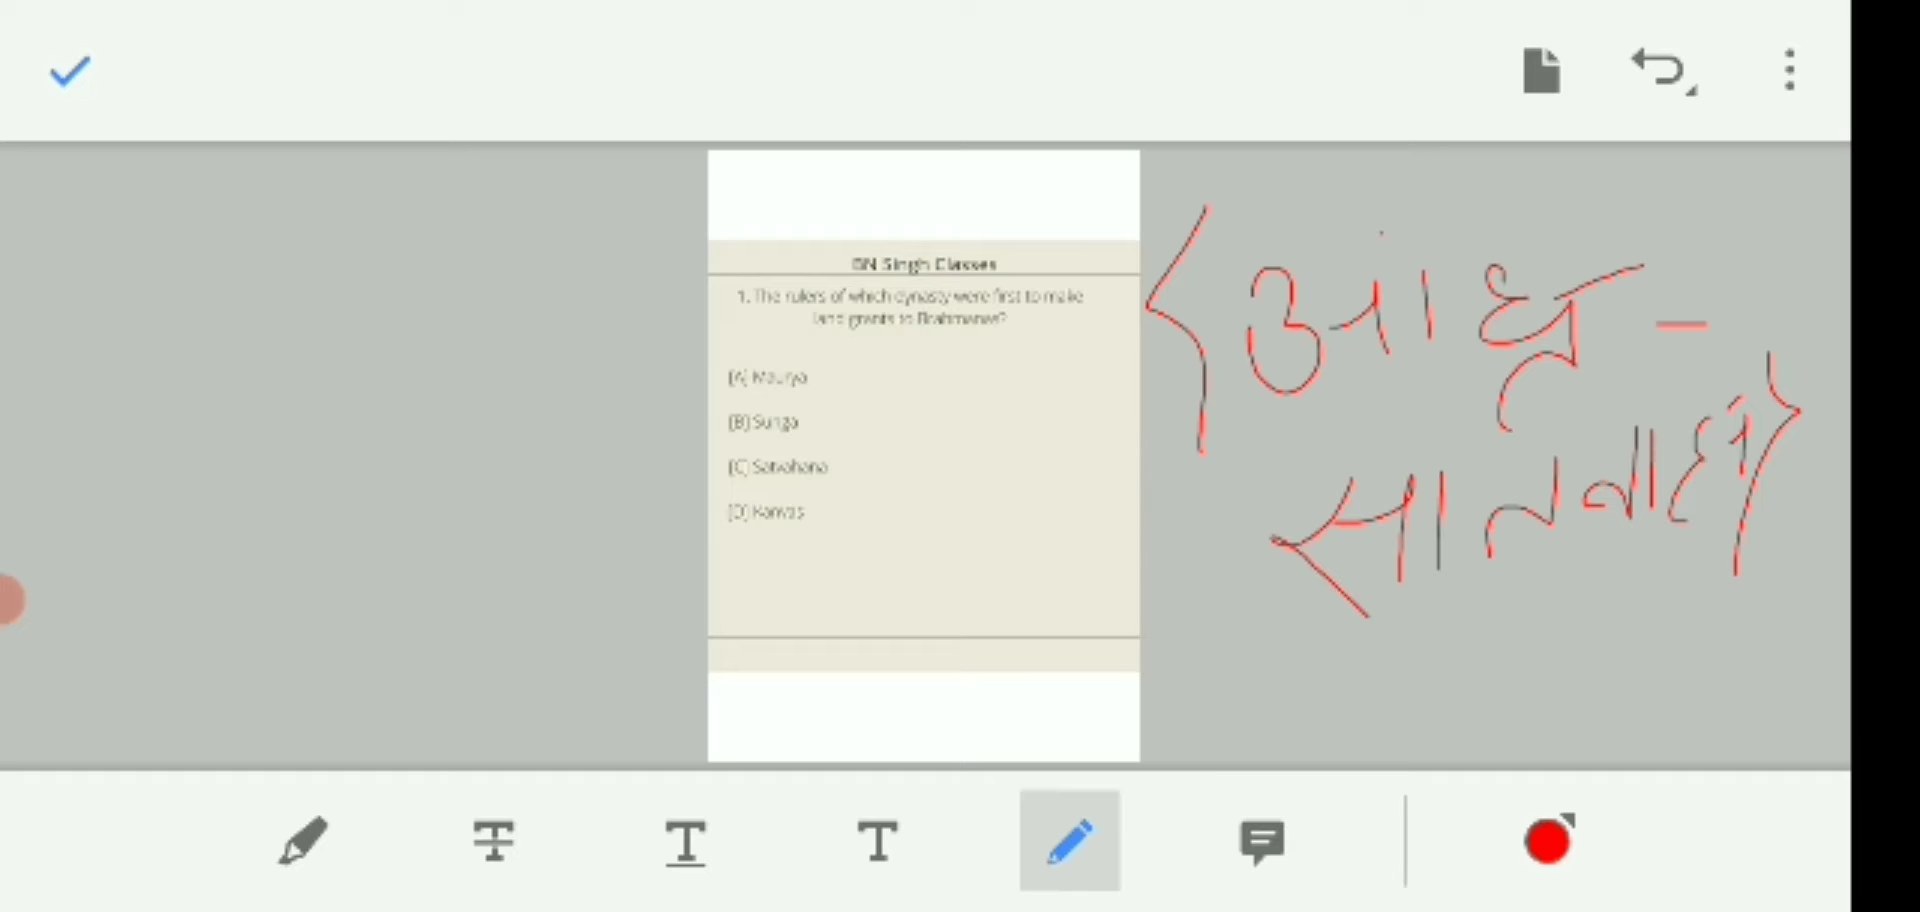 BN Singh Classes
1. The rulers of which dynasty were first to make
land grants to Brahmanas?
[A] Maurya
[B] Sunga
[C] Satvahana
[D] Kanvas
आंध्र -
सातवाहन